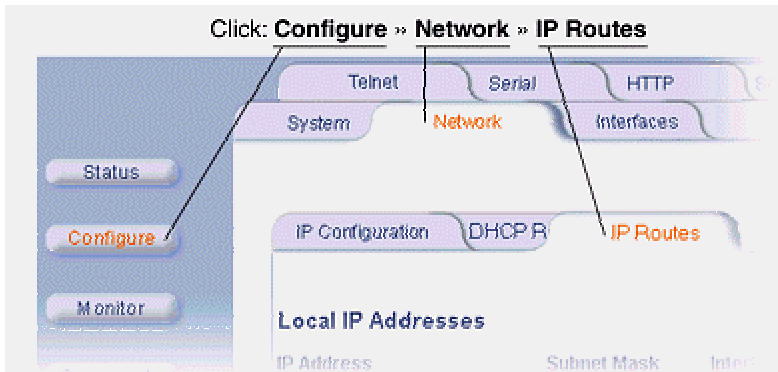 Click: Configure » Network » IP Routes
Telnet Serial HTTP
System Network Interfaces
Status
Configure
IP Configuration DHCP R IP Routes
Monitor
Local IP Addresses
IP Address Subnet Mask Inter